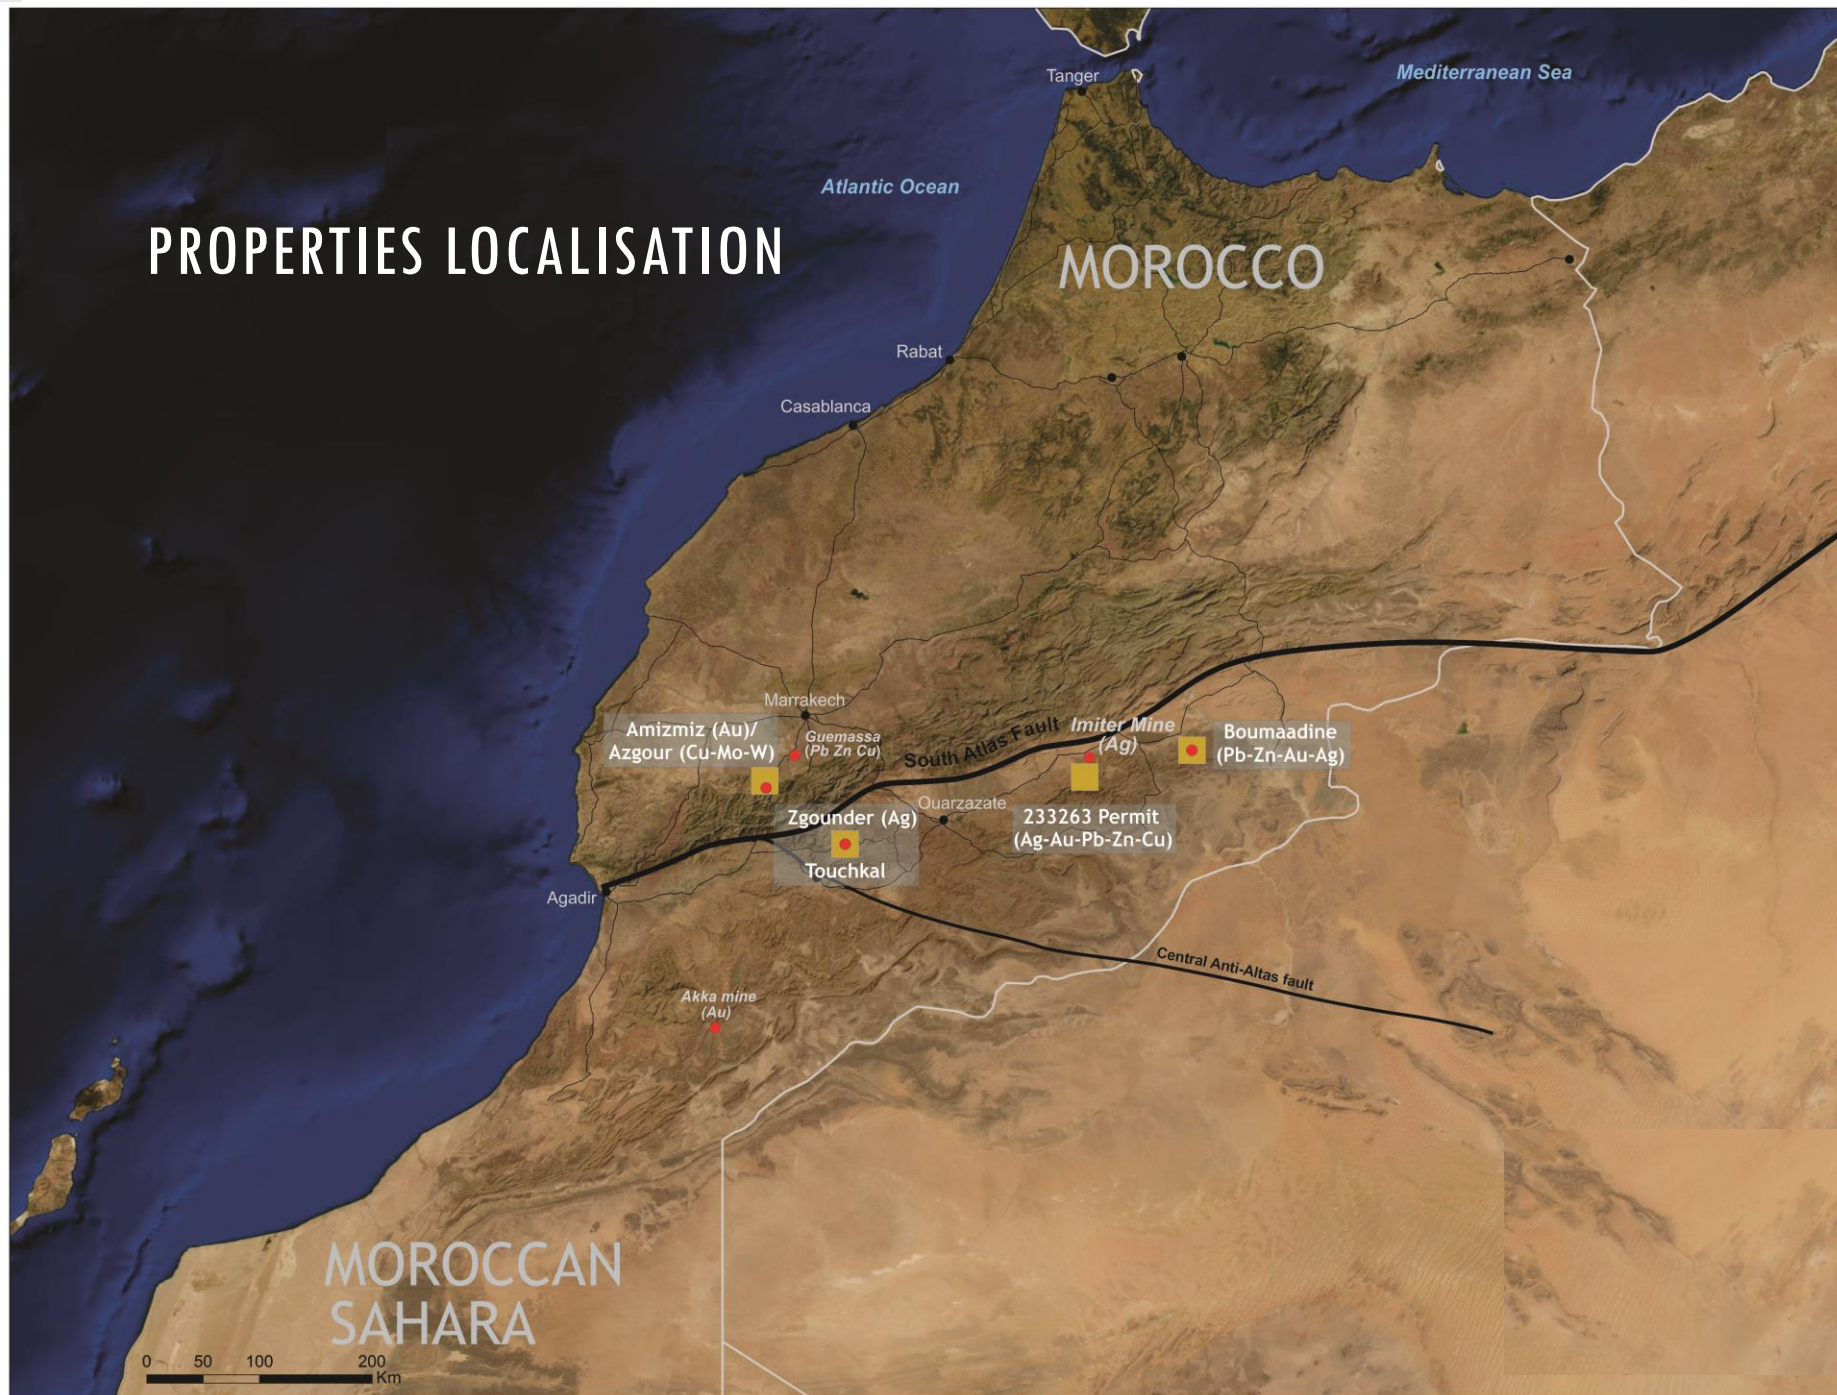 Tanger
Mediterranean Sea
Atlantic Ocean
PROPERTIES LOCALISATION
MOROCCO
Rabat
Casablanca
Marrakech
Amizmiz (Au)/
Azgour (Cu-Mo-W)
Guemassa
(Pb Zn Cu)
South Atlas Fault
Imiter Mine
(Ag)
Boumaadine
(Pb-Zn-Au-Ag)
Ouarzazate
Zgounder (Ag)
Touchkal
233263 Permit
(Ag-Au-Pb-Zn-Cu)
Agadir
Central Anti-Altas fault
Akka mine
(Au)
MOROCCAN
SAHARA
0 50 100 200
Km